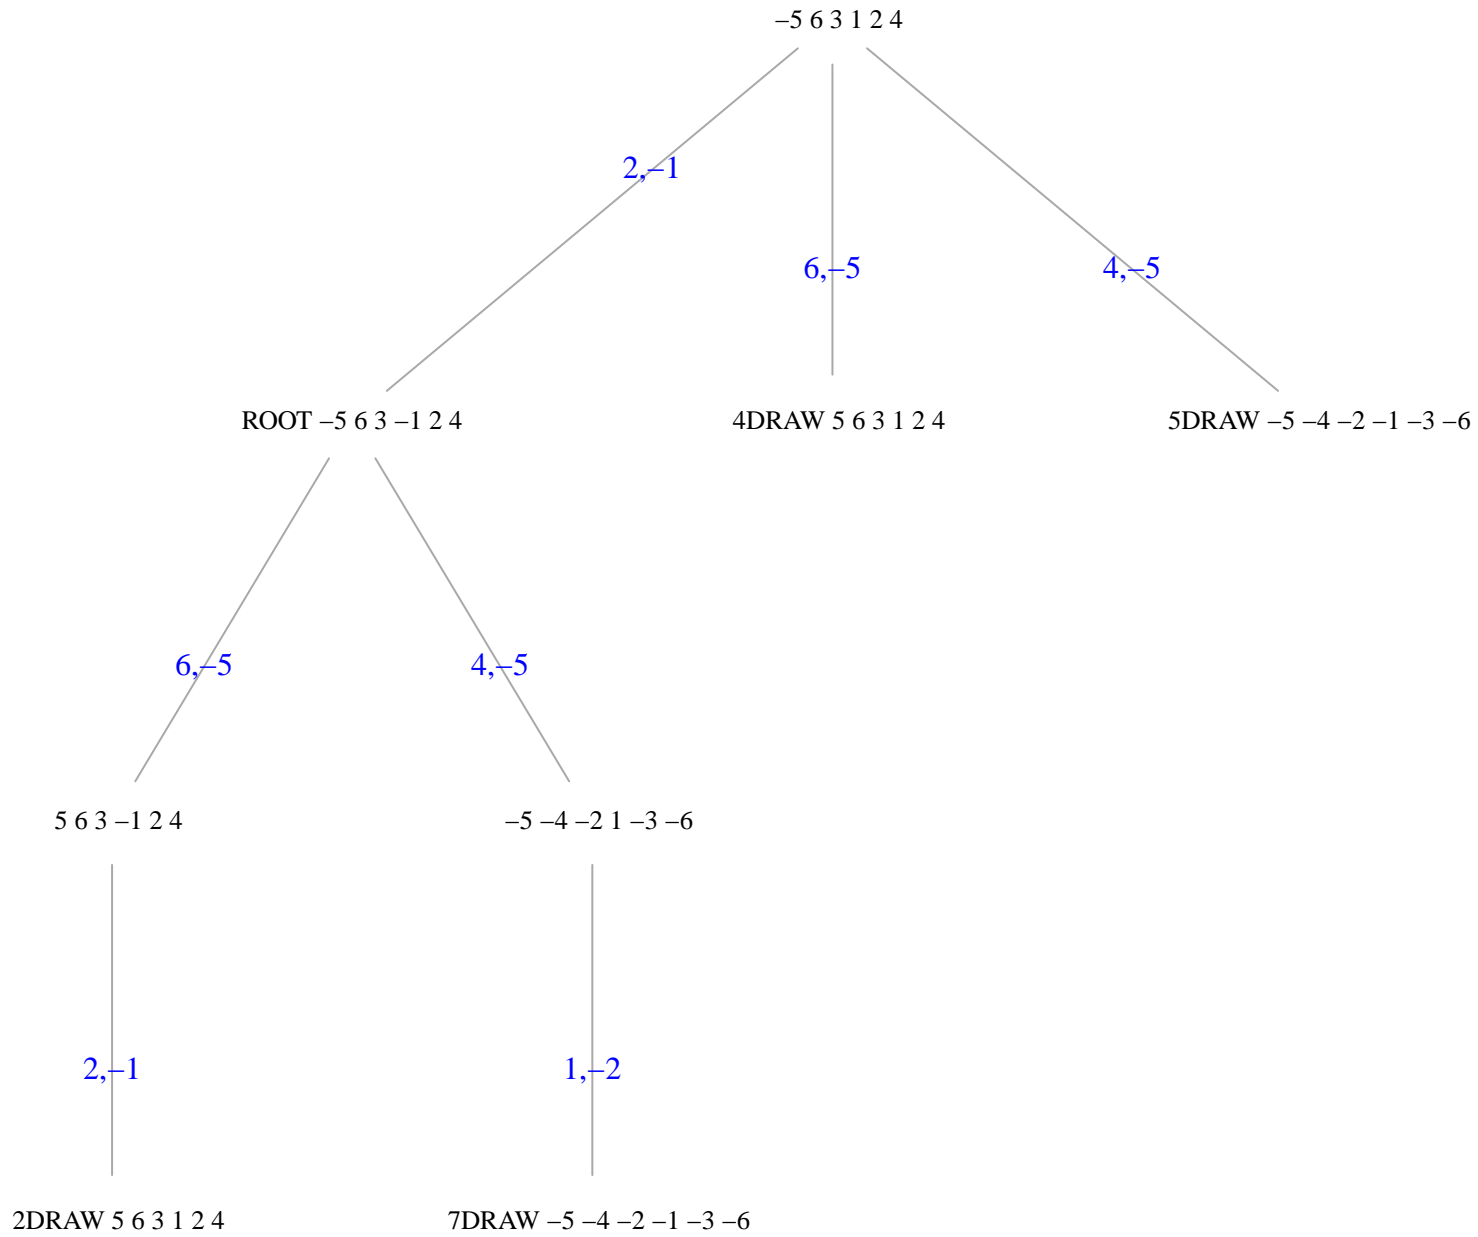 –5 6 3 1 2 4
2,–1
6,–5
4,–5
ROOT –5 6 3 –1 2 4
4DRAW 5 6 3 1 2 4
5DRAW –5 –4 –2 –1 –3 –6
6,–5
4,–5
5 6 3 –1 2 4
–5 –4 –2 1 –3 –6
2,–1
1,–2
2DRAW 5 6 3 1 2 4
7DRAW –5 –4 –2 –1 –3 –6